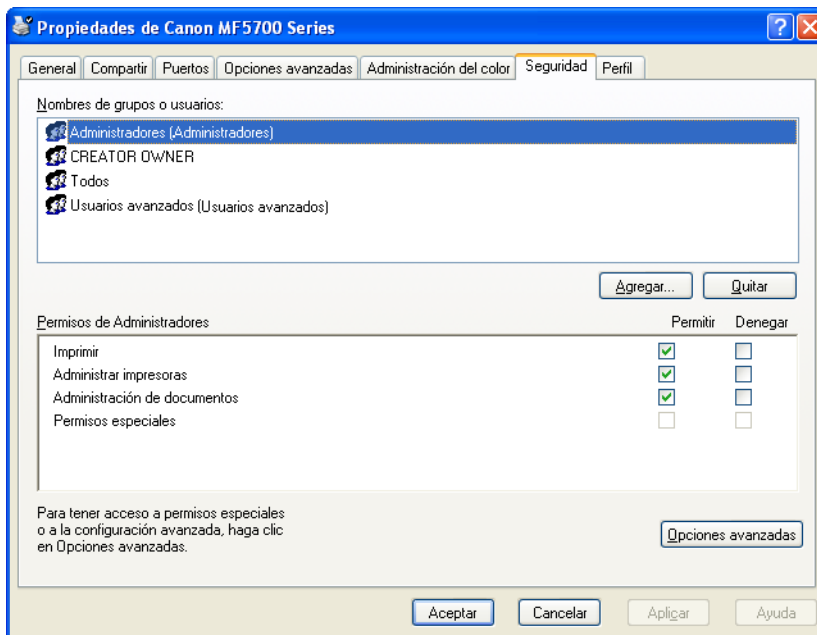 Propiedades de Canon MF5700 Series
General Compartir Puertos Opciones avanzadas Administración del color Seguridad Perfil
Nombres de grupos o usuarios:
Administradores (Administradores)
CREATOR OWNER
Todos
Usuarios avanzados (Usuarios avanzados)
Agregar... Quitar
Permisos de Administradores Permitir Denegar
Imprimir
Administrar impresoras
Administración de documentos
Permisos especiales
Para tener acceso a permisos especiales
o a la configuración avanzada, haga clic
en Opciones avanzadas.
Opciones avanzadas
Aceptar Cancelar Aplicar Ayuda